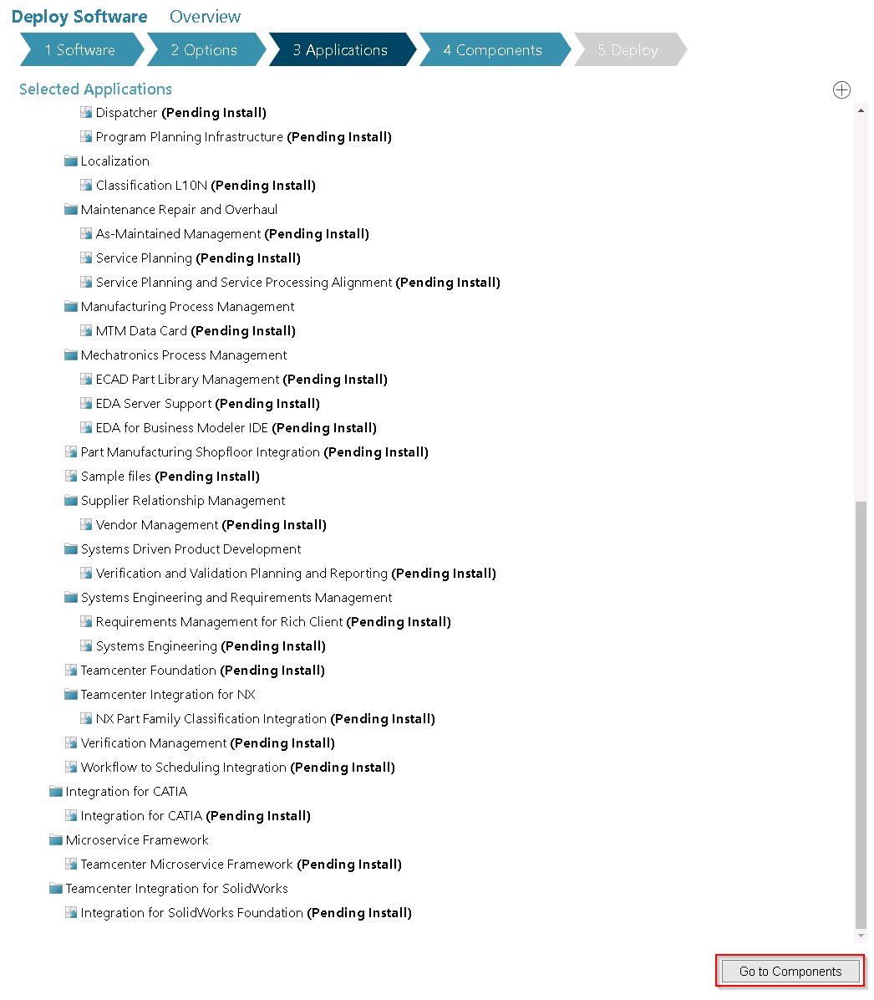 Deploy Software Overview
1 Software 2 Options 3 Applications 4 Components 5 Deploy
Selected Applications
Dispatcher (Pending Install)
Program Planning Infrastructure (Pending Install)
Localization
Classification L10N (Pending Install)
Maintenance Repair and Overhaul
As-Maintained Management (Pending Install)
Service Planning (Pending Install)
Service Planning and Service Processing Alignment (Pending Install)
Manufacturing Process Management
MTM Data Card (Pending Install)
Mechatronics Process Management
ECAD Part Library Management (Pending Install)
EDA Server Support (Pending Install)
EDA for Business Modeler IDE (Pending Install)
Part Manufacturing Shopfloor Integration (Pending Install)
Sample files (Pending Install)
Supplier Relationship Management
Vendor Management (Pending Install)
Systems Driven Product Development
Verification and Validation Planning and Reporting (Pending Install)
Systems Engineering and Requirements Management
Requirements Management for Rich Client (Pending Install)
Systems Engineering (Pending Install)
Teamcenter Foundation (Pending Install)
Teamcenter Integration for NX
NX Part Family Classification Integration (Pending Install)
Verification Management (Pending Install)
Workflow to Scheduling Integration (Pending Install)
Integration for CATIA
Integration for CATIA (Pending Install)
Microservice Framework
Teamcenter Microservice Framework (Pending Install)
Teamcenter Integration for SolidWorks
Integration for SolidWorks Foundation (Pending Install)
Go to Components